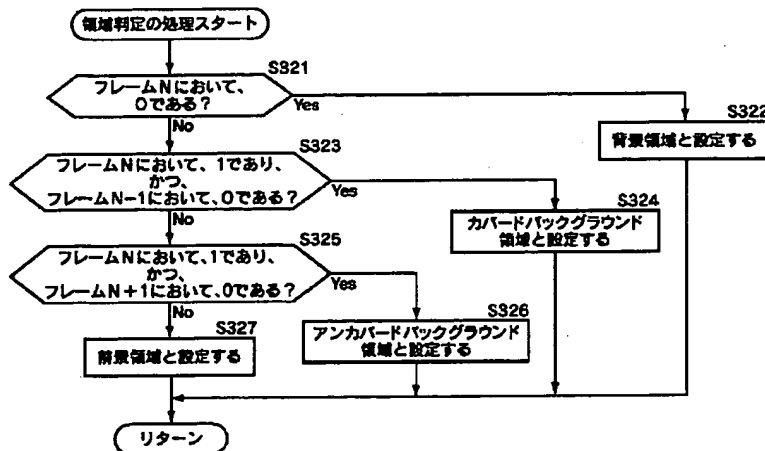 領域判定の処理スタート
S321
フレームNにおいて、
0である？
Yes
No
S322
背景領域と設定する
S323
フレームNにおいて、1であり、
かつ、
フレームN-1において、0である？
Yes
No
S324
カバードバックグラウンド
領域と設定する
S325
フレームNにおいて、1であり、
かつ、
フレームN+1において、0である？
Yes
No
S326
アンカバードバックグラウンド
領域と設定する
S327
前景領域と設定する
リターン